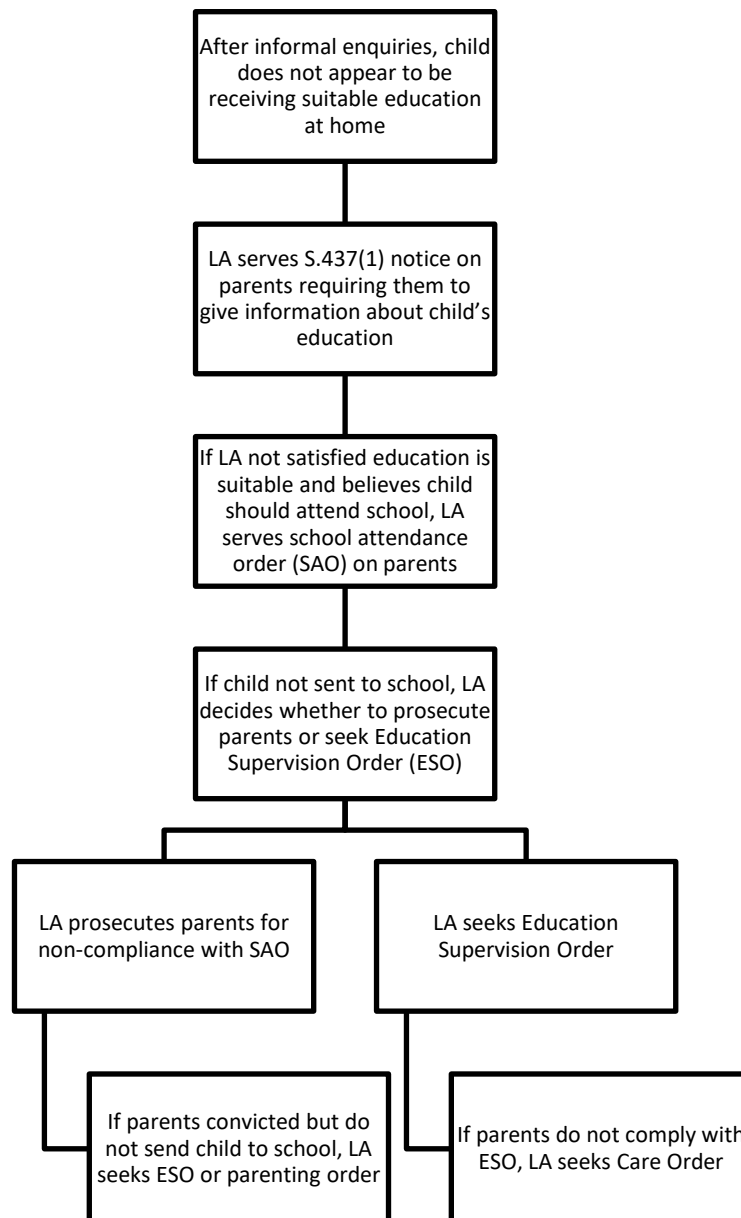 After informal enquiries, child
does not appear to be
receiving suitable education
at home
LA serves S.437(1) notice on
parents requiring them to
give information about child’s
education
If LA not satisfied education is
suitable and believes child
should attend school, LA
serves school attendance
order (SAO) on parents
If child not sent to school, LA
decides whether to prosecute
parents or seek Education
Supervision Order (ESO)
LA prosecutes parents for
non-compliance with SAO
LA seeks Education
Supervision Order
If parents convicted but do
not send child to school, LA
seeks ESO or parenting order
If parents do not comply with
ESO, LA seeks Care Order